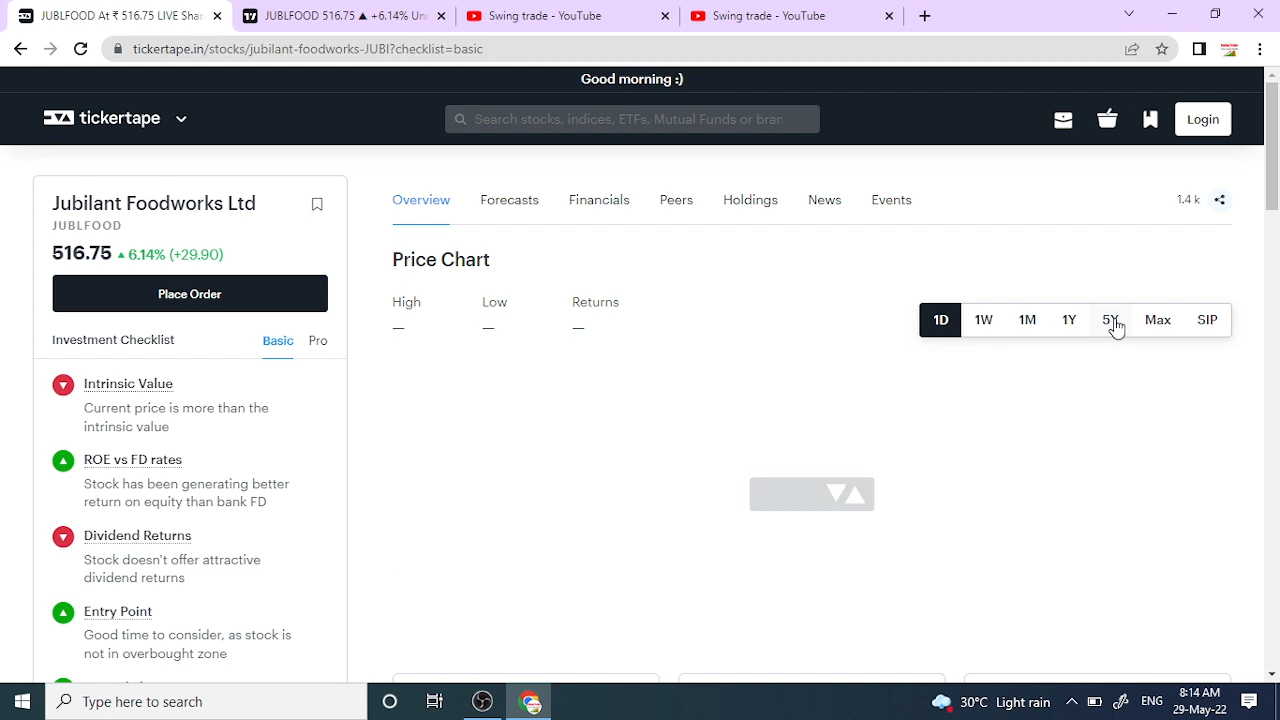 JUBLFOOD At ₹ 516.75 LIVE Share
JUBLFOOD 516.75 ▲ +6.14% Un
Swing trade - YouTube
Swing trade - YouTube
tickertape.in/stocks/jubilant-foodworks-JUBI?checklist=basic
Good morning :)
tickertape
Search stocks, indices, ETFs, Mutual Funds or bran
Login
Jubilant Foodworks Ltd
JUBLFOOD
516.75 ▲ 6.14% (+29.90)
Place Order
Investment Checklist
Basic
Pro
Intrinsic Value
Current price is more than the
intrinsic value
ROE vs FD rates
Stock has been generating better
return on equity than bank FD
Dividend Returns
Stock doesn't offer attractive
dividend returns
Entry Point
Good time to consider, as stock is
not in overbought zone
Overview
Forecasts
Financials
Peers
Holdings
News
Events
1.4 k
Price Chart
High
Low
Returns
—
—
—
1D
1W
1M
1Y
5Y
Max
SIP
Type here to search
30°C Light rain
ENG
8:14 AM
29-May-22